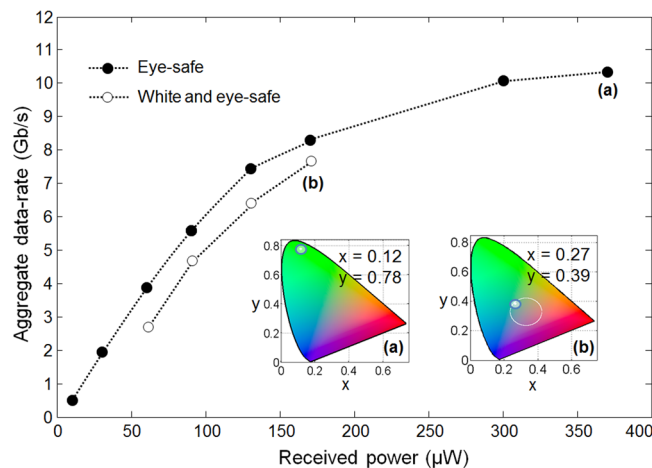 12
11
10
9
8
7
6
5
4
3
2
1
0
Aggregate data-rate (Gb/s)
Eye-safe
White and eye-safe
(a)
(b)
0.8
0.6
0.4
0.2
0
y
x = 0.12
y = 0.78
(a)
0 0.2 0.4 0.6
x
0.8
0.6
0.4
0.2
0
y
x = 0.27
y = 0.39
(b)
0 0.2 0.4 0.6
x
0 50 100 150 200 250 300 350 400
Received power (µW)